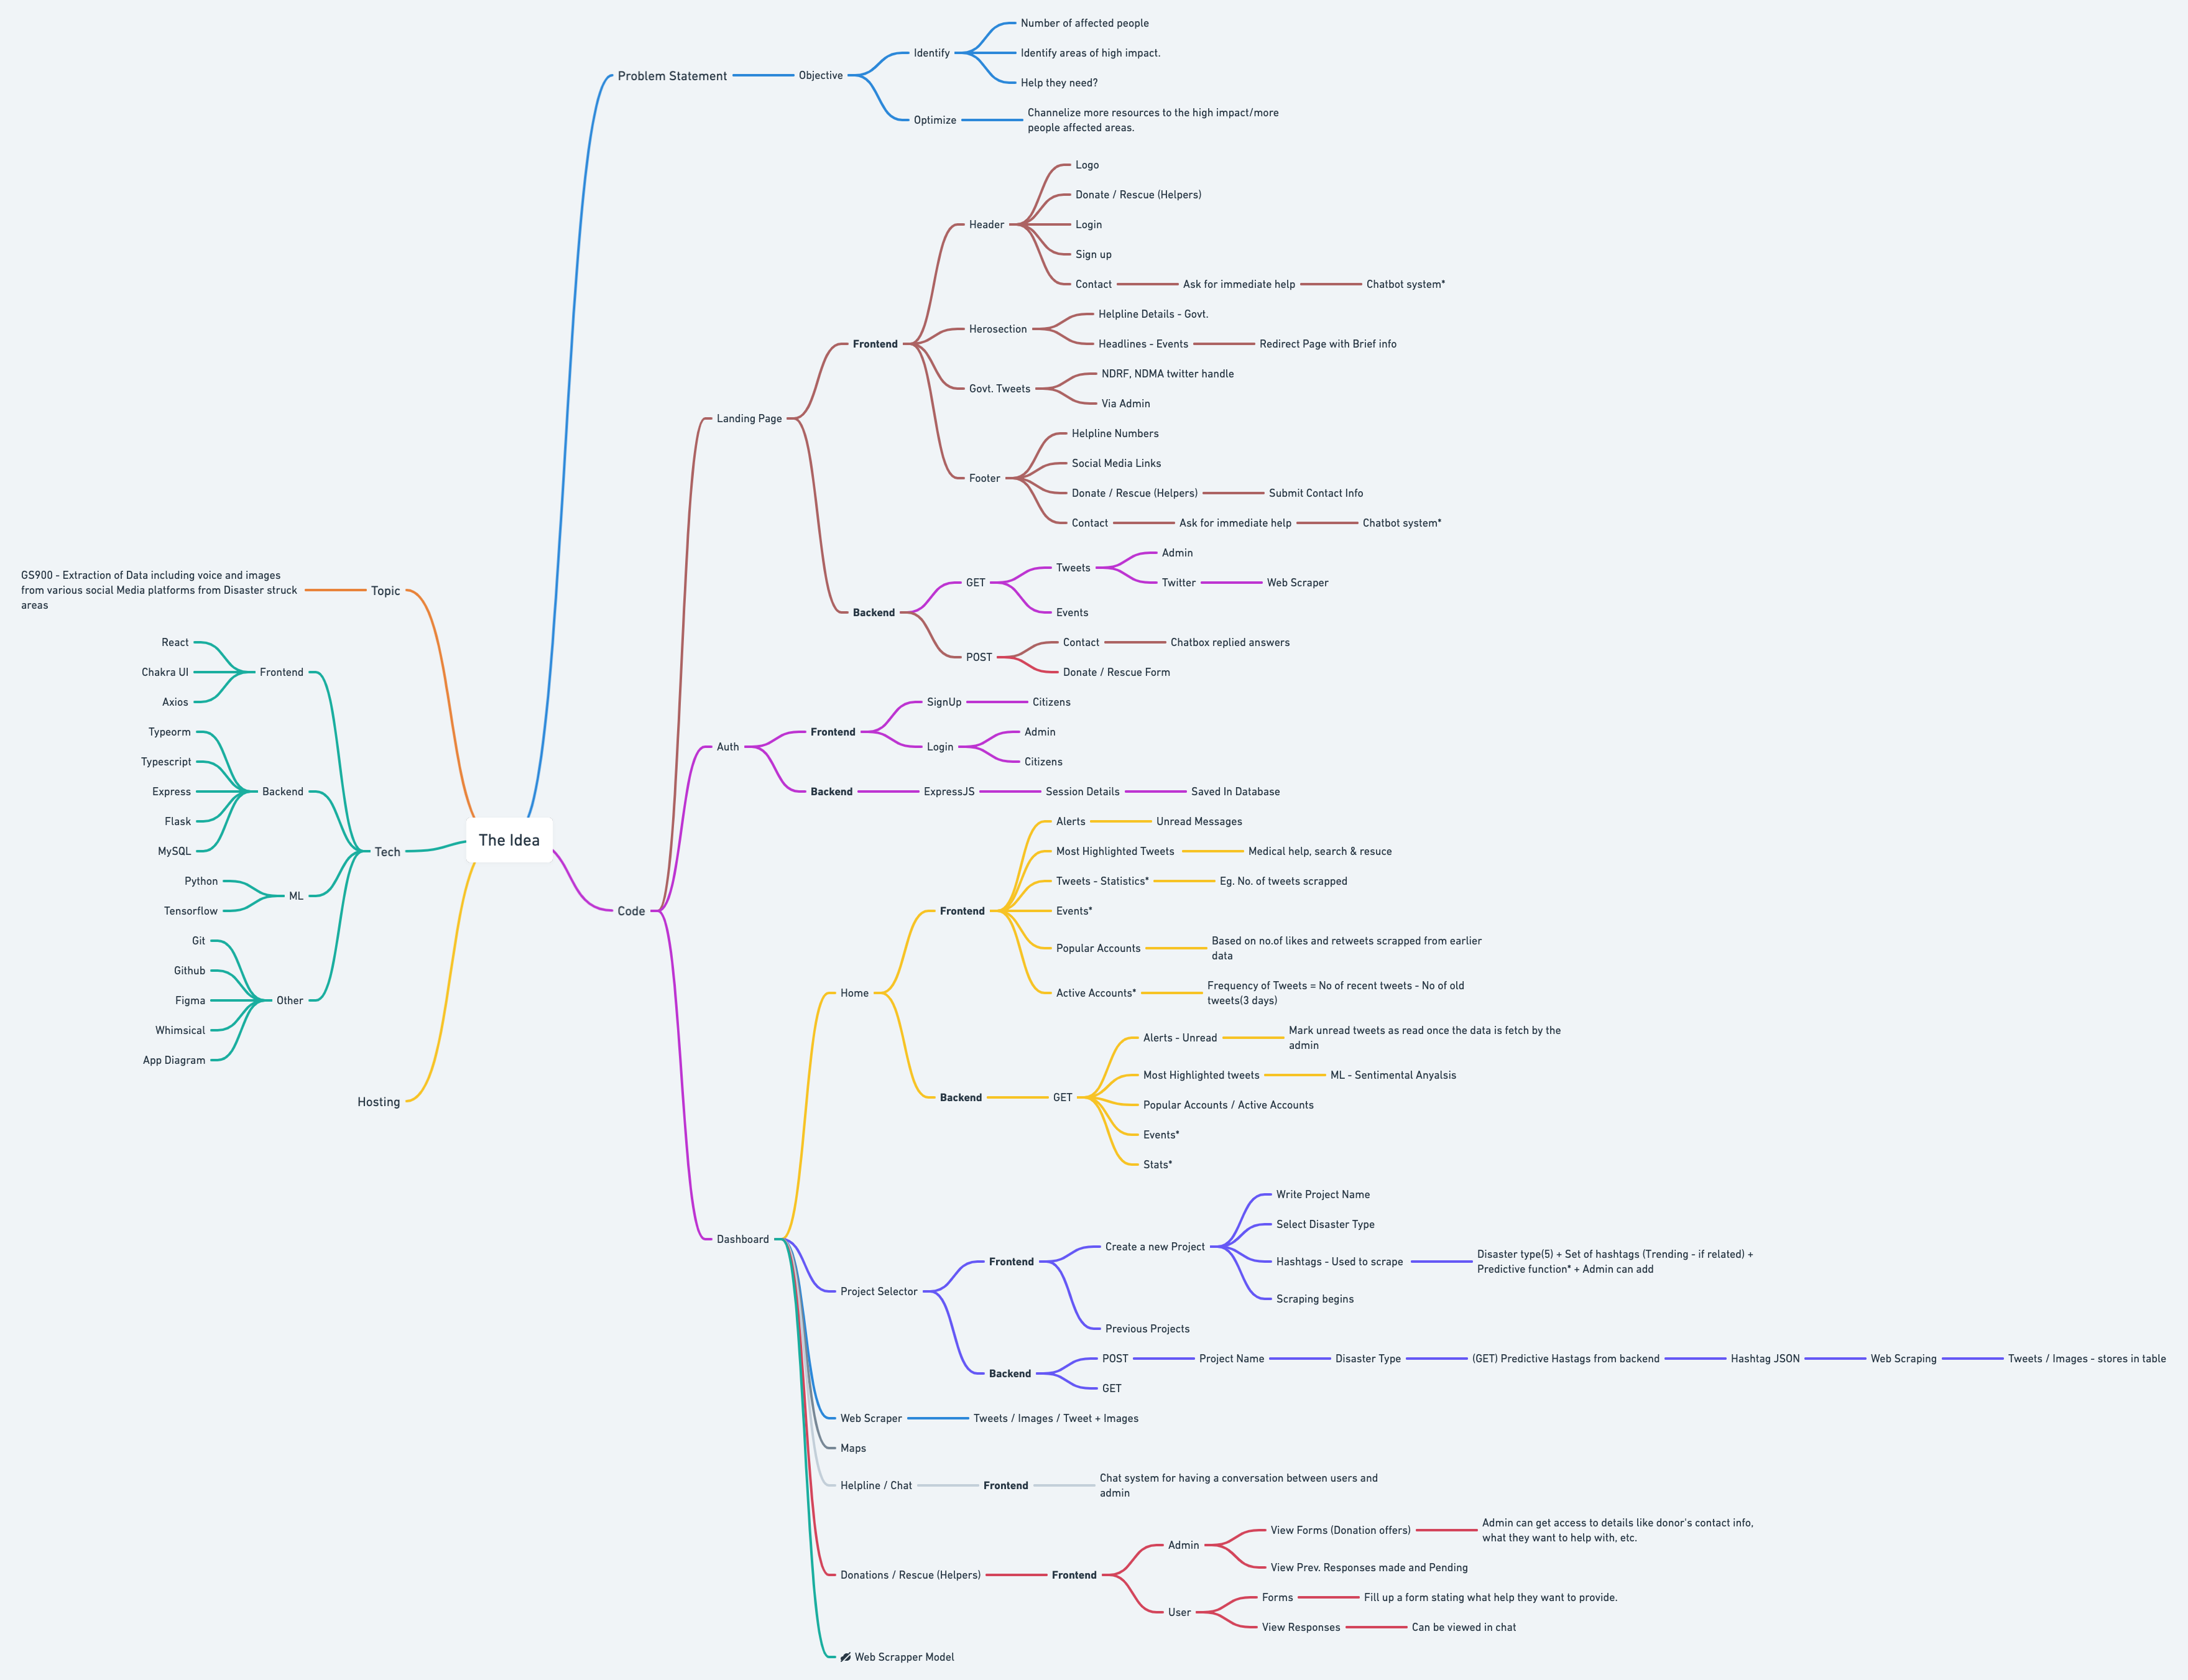 The Idea
Topic
GS900 - Extraction of Data including voice and images
from various social Media platforms from Disaster struck
areas
Tech
Frontend
React
Chakra UI
Axios
Backend
Typeorm
Typescript
Express
Flask
MySQL
ML
Python
Tensorflow
Other
Git
Github
Figma
Whimsical
App Diagram
Hosting
Problem Statement
Objective
Identify
Number of affected people
Identify areas of high impact.
Help they need?
Optimize
Channelize more resources to the high impact/more
people affected areas.
Code
Landing Page
Frontend
Header
Logo
Donate / Rescue (Helpers)
Login
Sign up
Contact
Ask for immediate help
Chatbot system*
Herosection
Helpline Details - Govt.
Headlines - Events
Redirect Page with Brief info
Govt. Tweets
NDRF, NDMA twitter handle
Via Admin
Footer
Helpline Numbers
Social Media Links
Donate / Rescue (Helpers)
Submit Contact Info
Contact
Ask for immediate help
Chatbot system*
Backend
GET
Tweets
Admin
Twitter
Web Scraper
Events
POST
Contact
Chatbox replied answers
Donate / Rescue Form
Auth
Frontend
SignUp
Citizens
Login
Admin
Citizens
Backend
ExpressJS
Session Details
Saved In Database
Dashboard
Home
Frontend
Alerts
Unread Messages
Most Highlighted Tweets
Medical help, search & resuce
Tweets - Statistics*
Eg. No. of tweets scrapped
Events*
Popular Accounts
Based on no.of likes and retweets scrapped from earlier
data
Active Accounts*
Frequency of Tweets = No of recent tweets - No of old
tweets(3 days)
Backend
GET
Alerts - Unread
Mark unread tweets as read once the data is fetch by the
admin
Most Highlighted tweets
ML - Sentimental Anyalsis
Popular Accounts / Active Accounts
Events*
Stats*
Project Selector
Frontend
Create a new Project
Write Project Name
Select Disaster Type
Hashtags - Used to scrape
Disaster type(5) + Set of hashtags (Trending - if related) +
Predictive function* + Admin can add
Scraping begins
Previous Projects
Backend
POST
Project Name
Disaster Type
(GET) Predictive Hastags from backend
Hashtag JSON
Web Scraping
Tweets / Images - stores in table
GET
Web Scraper
Tweets / Images / Tweet + Images
Maps
Helpline / Chat
Frontend
Chat system for having a conversation between users and
admin
Donations / Rescue (Helpers)
Frontend
Admin
View Forms (Donation offers)
Admin can get access to details like donor's contact info,
what they want to help with, etc.
View Prev. Responses made and Pending
User
Forms
Fill up a form stating what help they want to provide.
View Responses
Can be viewed in chat
Web Scrapper Model